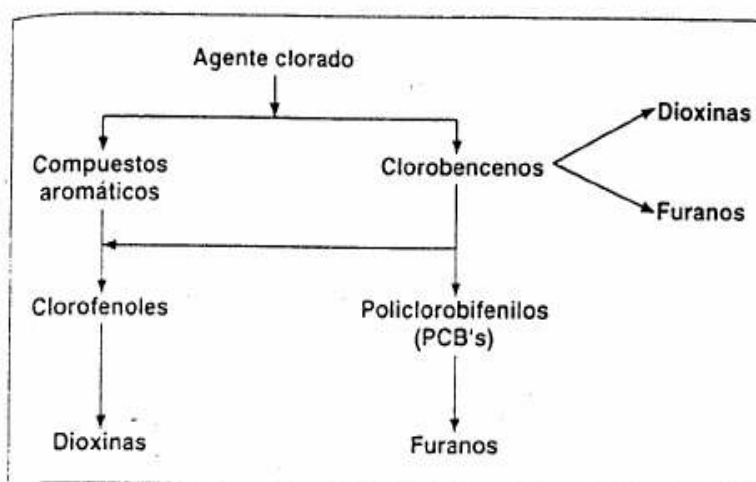 Agente clorado
Dioxinas
Compuestos
aromáticos
Clorobencenos
Furanos
Clorofenoles
Policlorobifenilos
(PCB's)
Dioxinas
Furanos